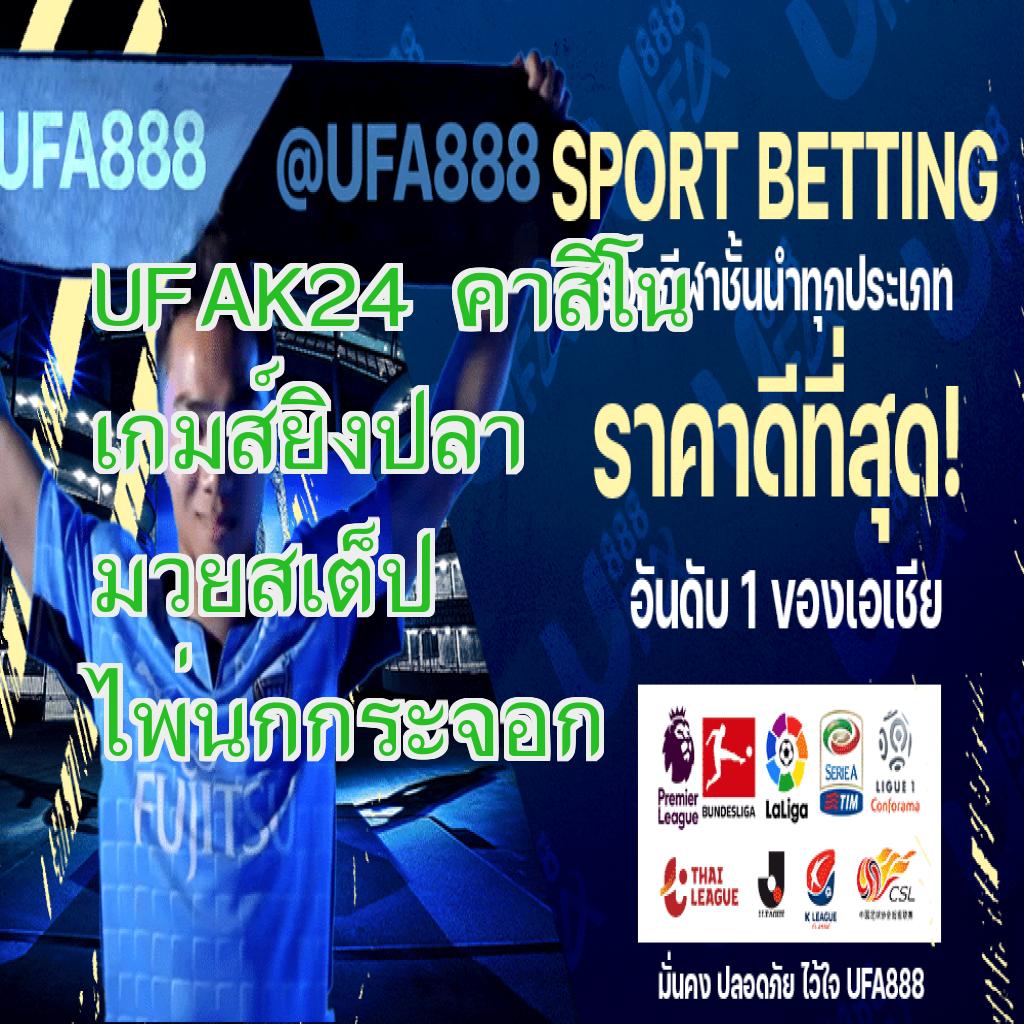 UFA888
@UFA888
SPORT BETTING
กีฬาชั้นนำทุกประเภท
UFAK24 คาสิโน
เกมส์ยิงปลา
มวยสเต็ป
ไพ่นกกระจอก
ราคาดีที่สุด!
อันดับ 1 ของเอเชีย
FUJITSU
Premier League
BUNDESLIGA
LaLiga
SERIE A
TIM
LIGUE 1
Conforama
THAI LEAGUE
J.LEAGUE
K LEAGUE
CSL
มั่นคง ปลอดภัย ไว้ใจ UFA888